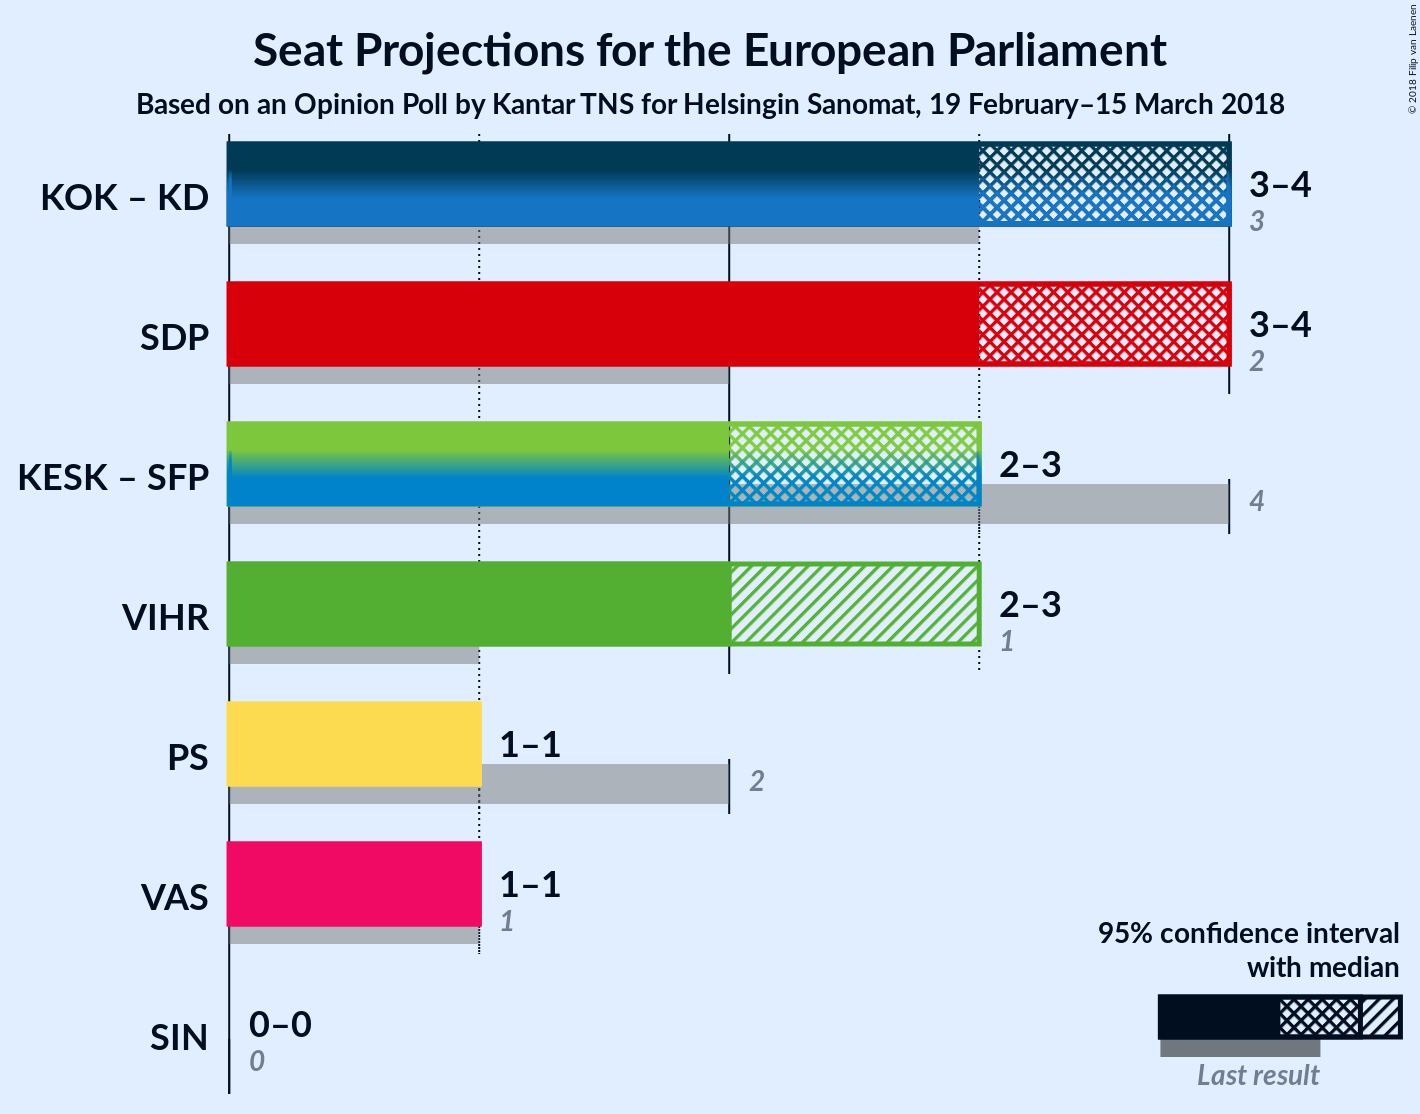 Seat Projections for the European Parliament
Based on an Opinion Poll by Kantar TNS for Helsingin Sanomat, 19 February–15 March 2018
© 2018 Filip van Laenen
KOK – KD
3–4
3
SDP
3–4
2
KESK – SFP
2–3
4
VIHR
2–3
1
PS
1–1
2
VAS
1–1
1
SIN
0–0
0
95% confidence interval
with median
Last result